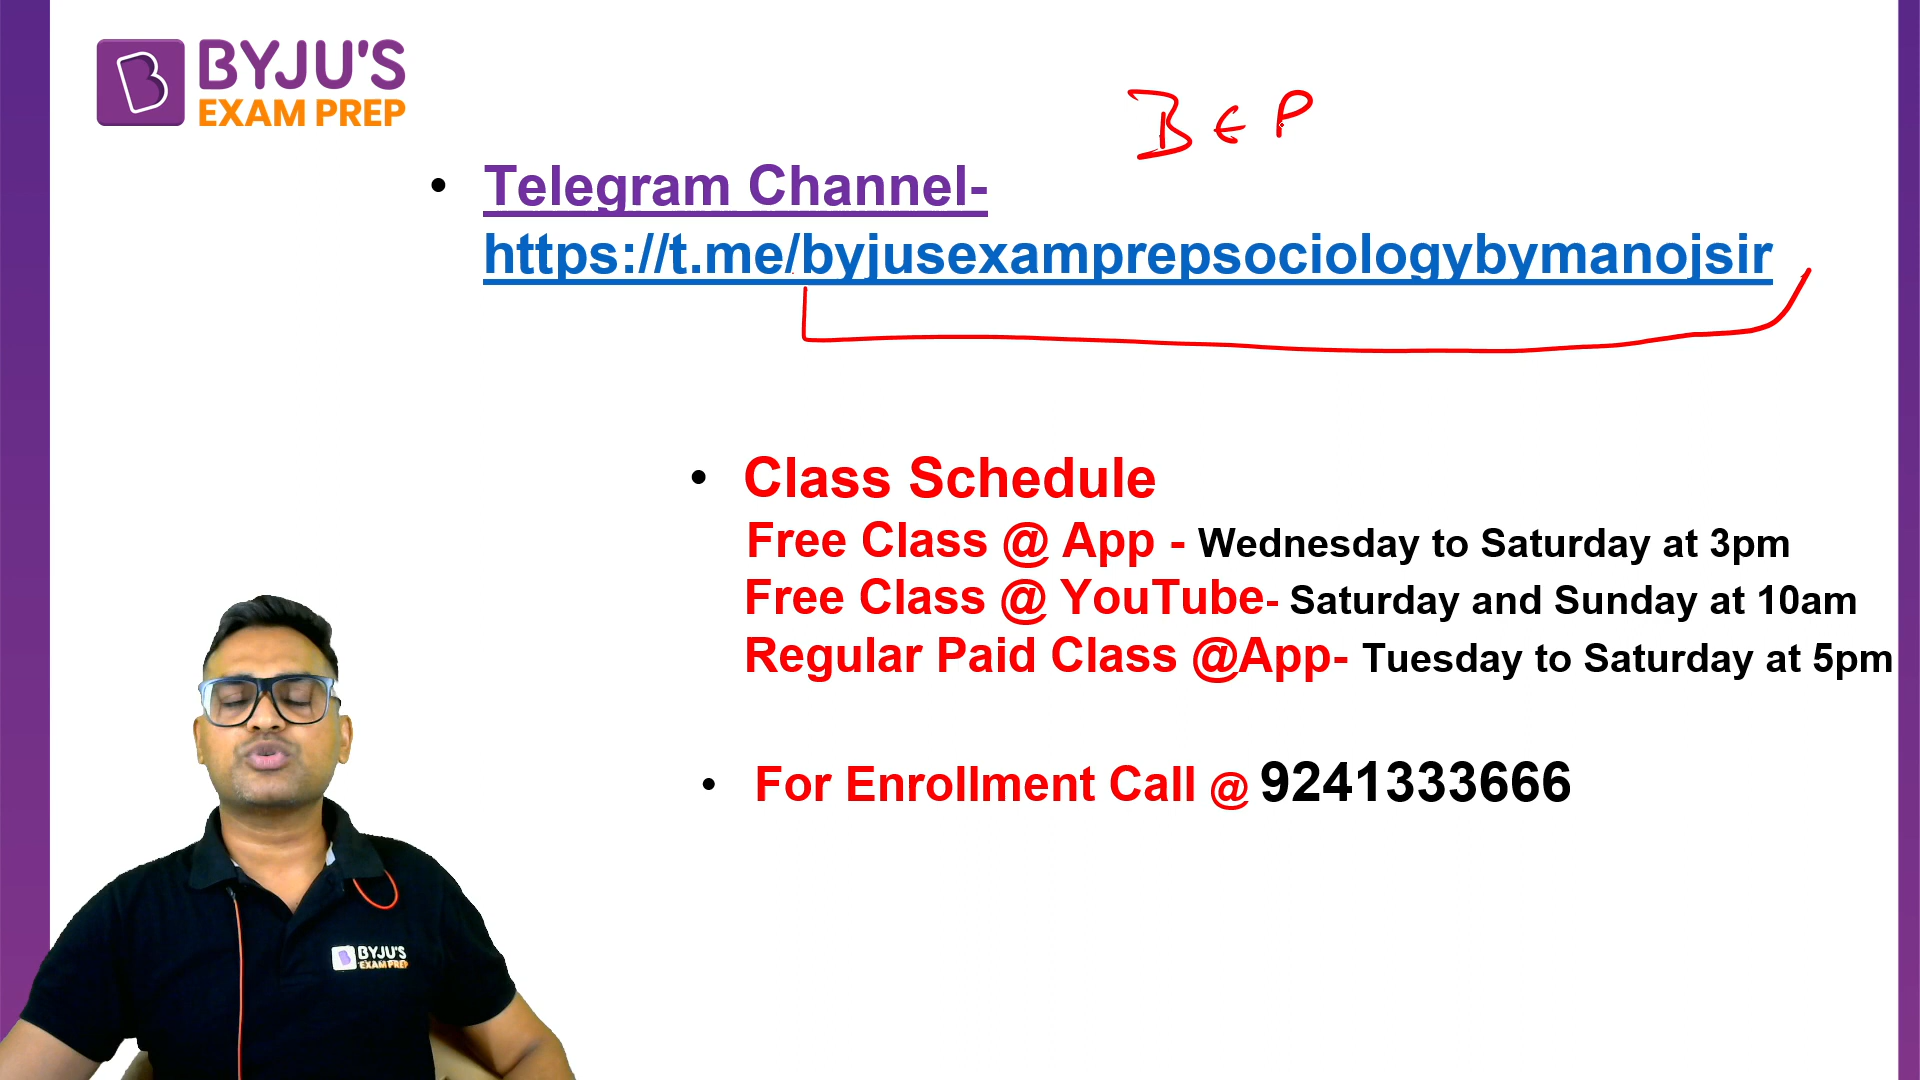 BYJU'S
EXAM PREP
B E P
• Telegram Channel-
https://t.me/byjusexamprepsociologybymanojsir
• Class Schedule
Free Class @ App - Wednesday to Saturday at 3pm
Free Class @ YouTube- Saturday and Sunday at 10am
Regular Paid Class @App- Tuesday to Saturday at 5pm
• For Enrollment Call @ 9241333666
BYJU'S
EXAM PREP